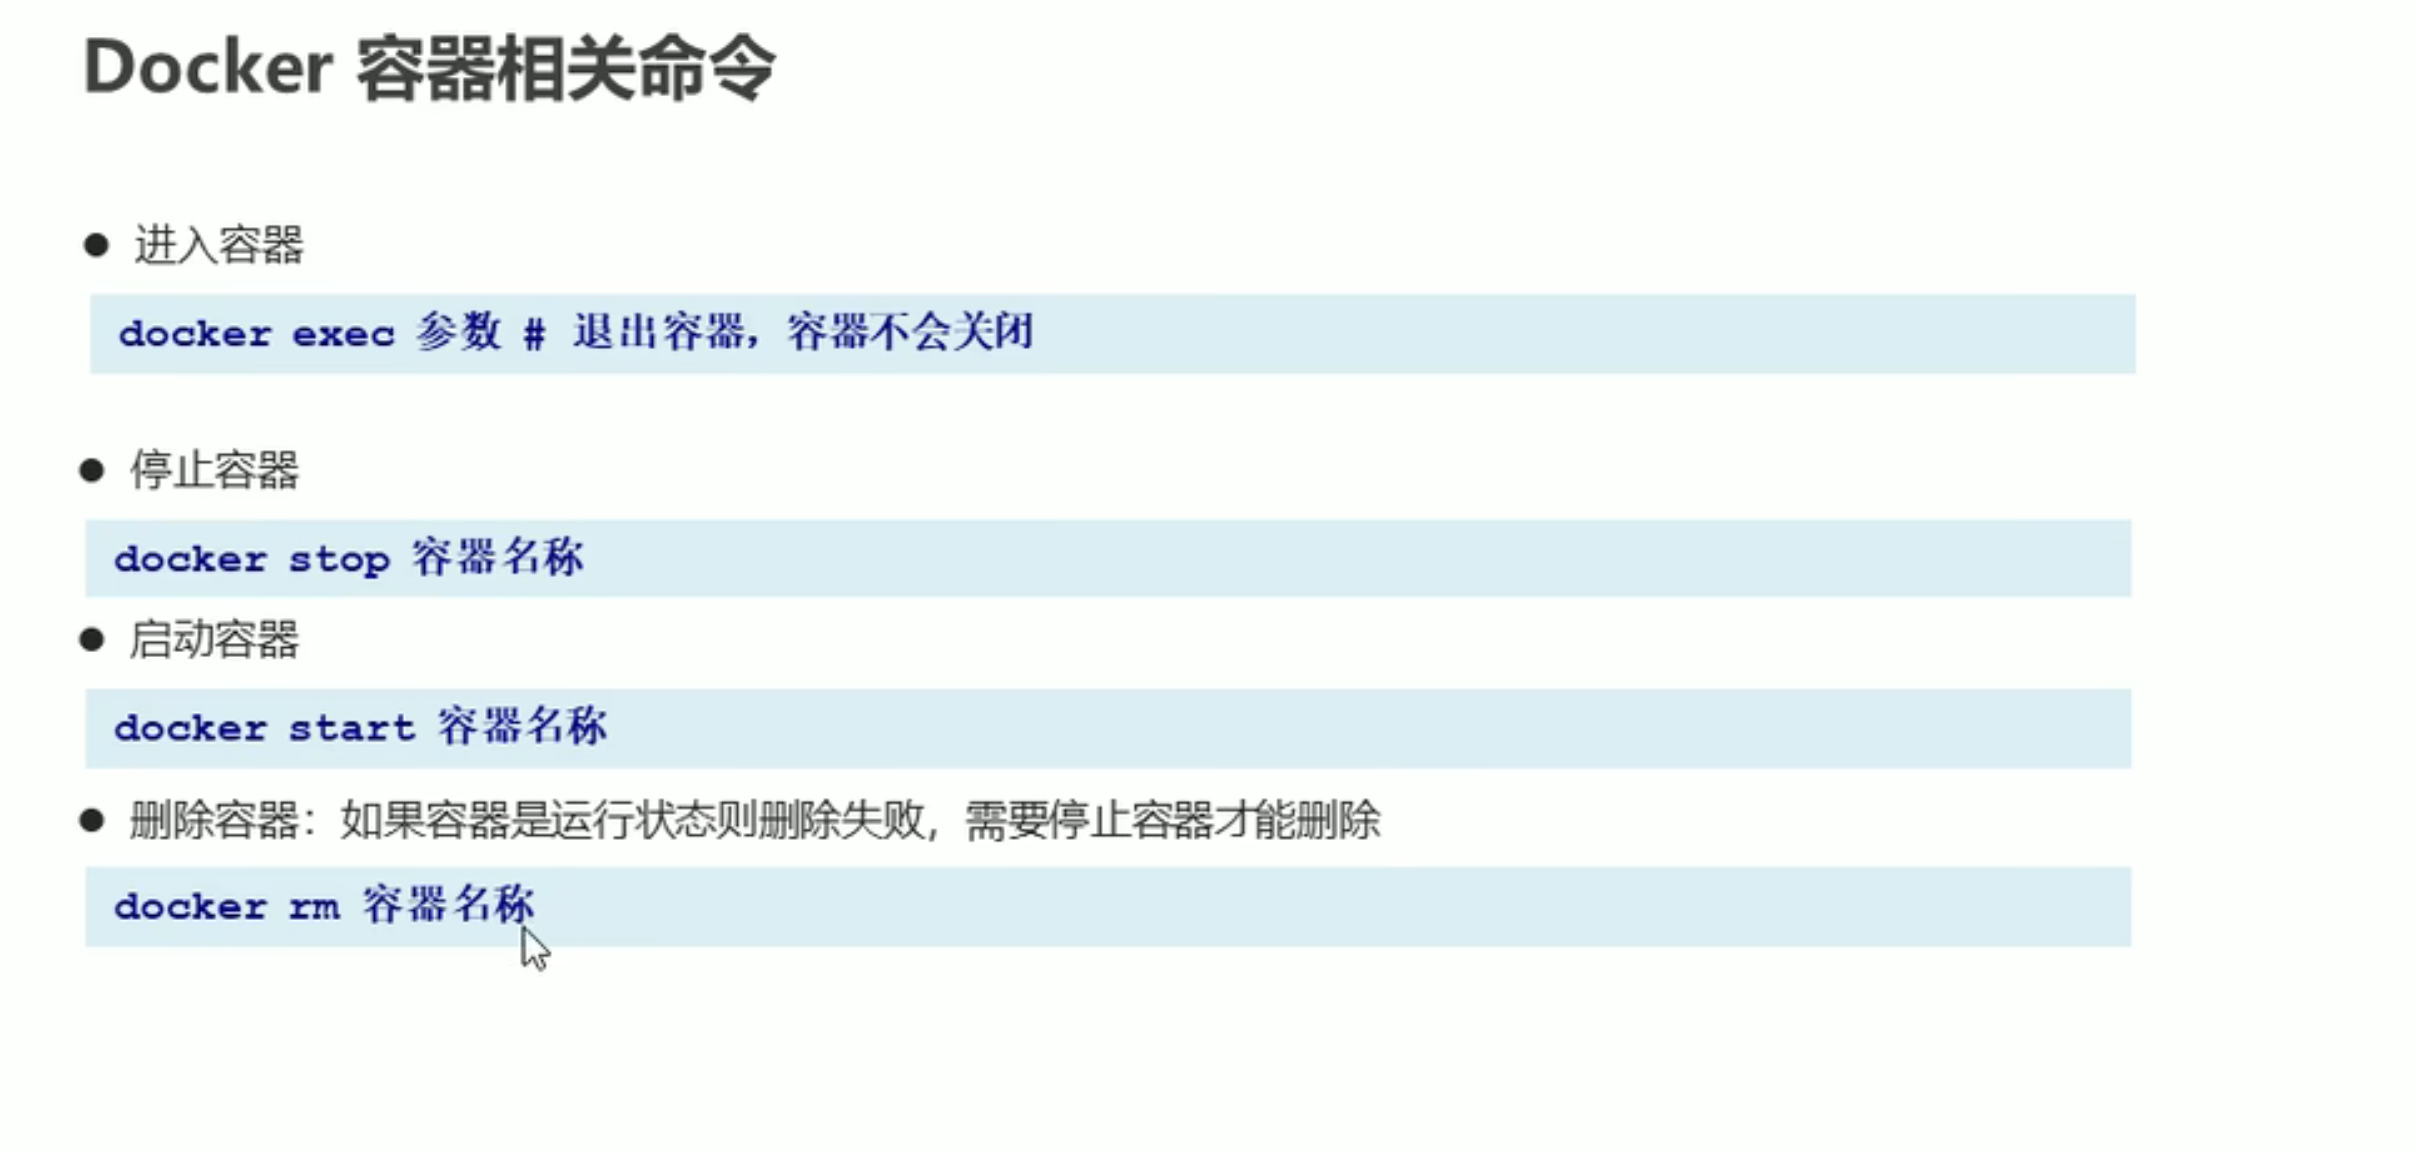 Docker 容器相关命令
● 进入容器
docker exec 参数 # 退出容器，容器不会关闭
● 停止容器
docker stop 容器名称
● 启动容器
docker start 容器名称
● 删除容器：如果容器是运行状态则删除失败，需要停止容器才能删除
docker rm 容器名称